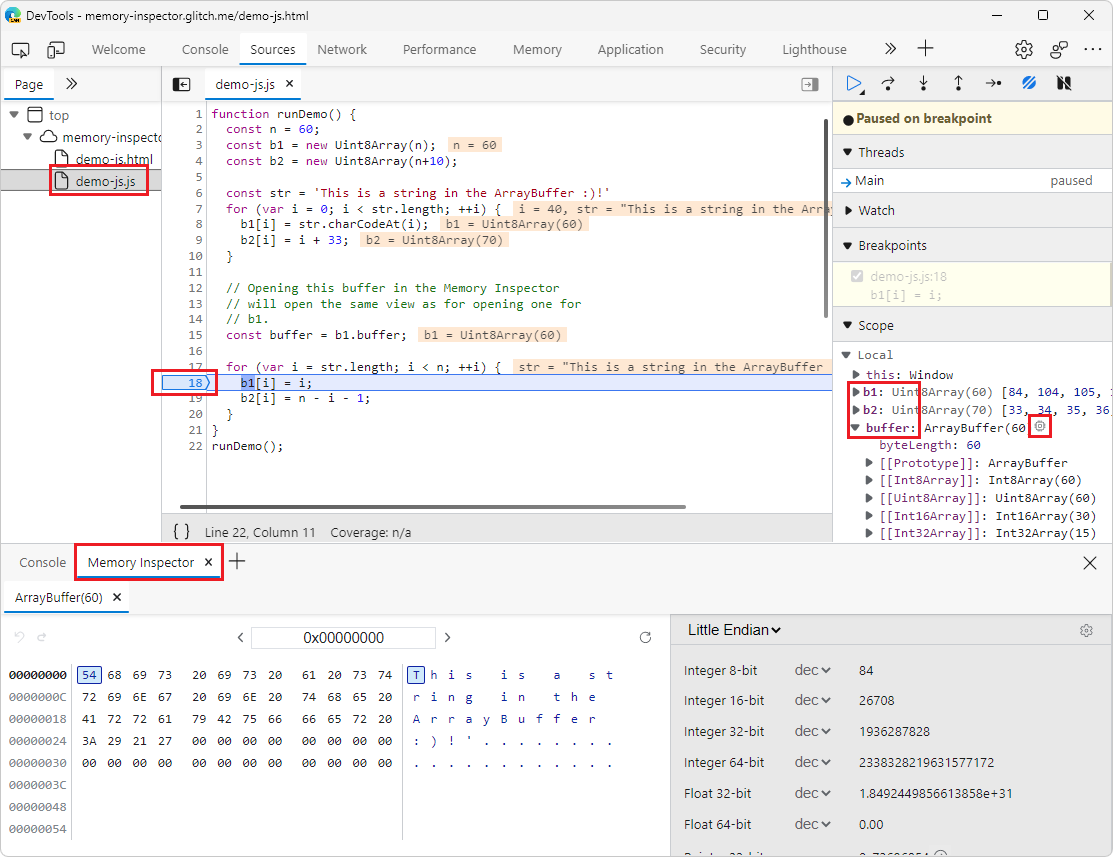 DevTools - memory-inspector.glitch.me/demo-js.html
Welcome Console Sources Network Performance Memory Application Security Lighthouse
Page
top
memory-inspecto
demo-js.html
demo-js.js
demo-js.js
1 function runDemo() {
2 const n = 60;
3 const b1 = new Uint8Array(n); n = 60
4 const b2 = new Uint8Array(n+10);
5
6 const str = 'This is a string in the ArrayBuffer :)!'
7 for (var i = 0; i < str.length; ++i) { i = 40, str = "This is a string in the Array
8 b1[i] = str.charCodeAt(i); b1 = Uint8Array(60)
9 b2[i] = i + 33; b2 = Uint8Array(70)
10 }
11
12 // Opening this buffer in the Memory Inspector
13 // will open the same view as for opening one for
14 // b1.
15 const buffer = b1.buffer; b1 = Uint8Array(60)
16
17 for (var i = str.length; i < n; ++i) { str = "This is a string in the ArrayBuffer
18 b1[i] = i;
19 b2[i] = n - i - 1;
20 }
21 }
22 runDemo();
{ } Line 22, Column 11 Coverage: n/a
Paused on breakpoint
Threads
Main paused
Watch
Breakpoints
demo-js.js:18
b1[i] = i;
Scope
Local
this: Window
b1: Uint8Array(60) [84, 104, 105,
b2: Uint8Array(70) [33, 34, 35, 36,
buffer: ArrayBuffer(60
byteLength: 60
[[Prototype]]: ArrayBuffer
[[Int8Array]]: Int8Array(60)
[[Uint8Array]]: Uint8Array(60)
[[Int16Array]]: Int16Array(30)
[[Int32Array]]: Int32Array(15)
Console Memory Inspector
ArrayBuffer(60)
0x00000000
00000000 54 68 69 73 20 69 73 20 61 20 73 74 T h i s i s a s t
0000000C 72 69 6E 67 20 69 6E 20 74 68 65 20 r i n g i n t h e
00000018 41 72 72 61 79 42 75 66 66 65 72 20 A r r a y B u f f e r
00000024 3A 29 21 27 00 00 00 00 00 00 00 00 : ) ! ' . . . . . . . .
00000030 00 00 00 00 00 00 00 00 00 00 00 00 . . . . . . . . . . . .
0000003C
00000048
00000054
Little Endian
Integer 8-bit dec 84
Integer 16-bit dec 26708
Integer 32-bit dec 1936287828
Integer 64-bit dec 2338328219631577172
Float 32-bit dec 1.8492449856613858e+31
Float 64-bit dec 0.00